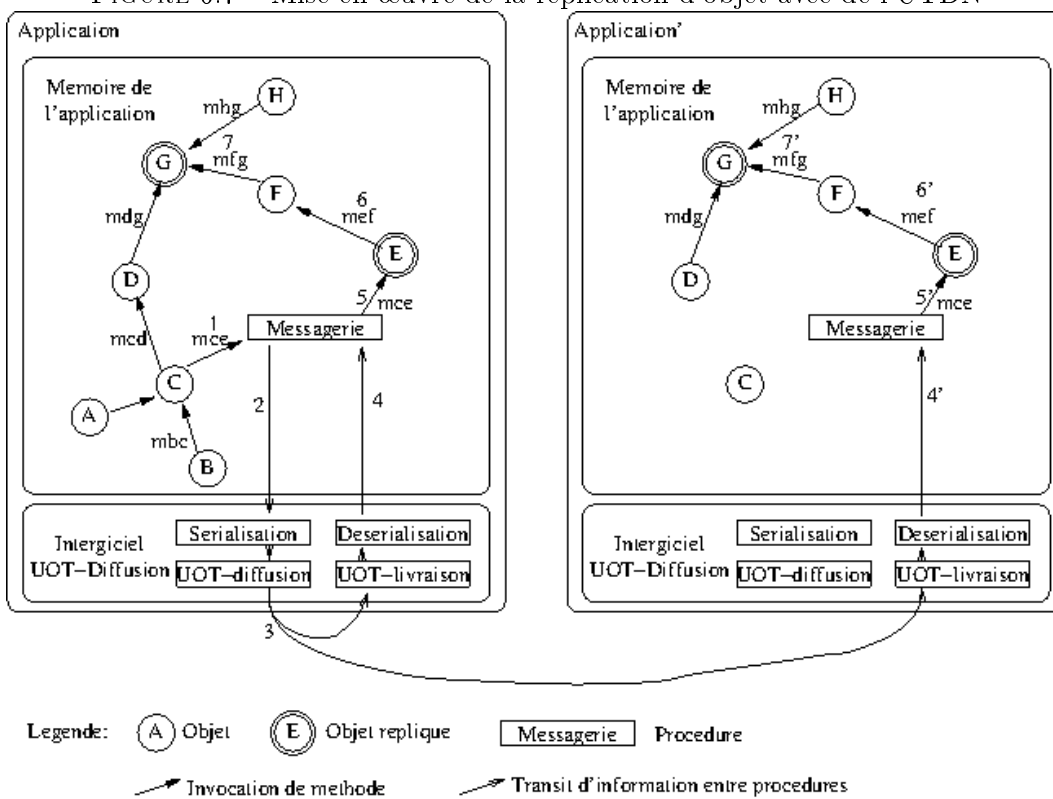 Application
Memoire de
l'application
H
mhg
7
G
mfg
F
6
mef
mdg
E
D
5
mce
1
Messagerie
mcd
mce
C
2
4
A
mbc
B
Intergiciel
UOT-Diffusion
Serialisation
Deserialisation
UOT-diffusion
UOT-livraison
3
Application'
Memoire de
l'application
H
mhg
7'
G
mfg
F
6'
mef
mdg
E
D
5'
mce
Messagerie
C
4'
Intergiciel
UOT-Diffusion
Serialisation
Deserialisation
UOT-diffusion
UOT-livraison
Legende:
A
Objet
E
Objet replique
Messagerie
Procedure
Invocation de methode
Transit d'information entre procedures